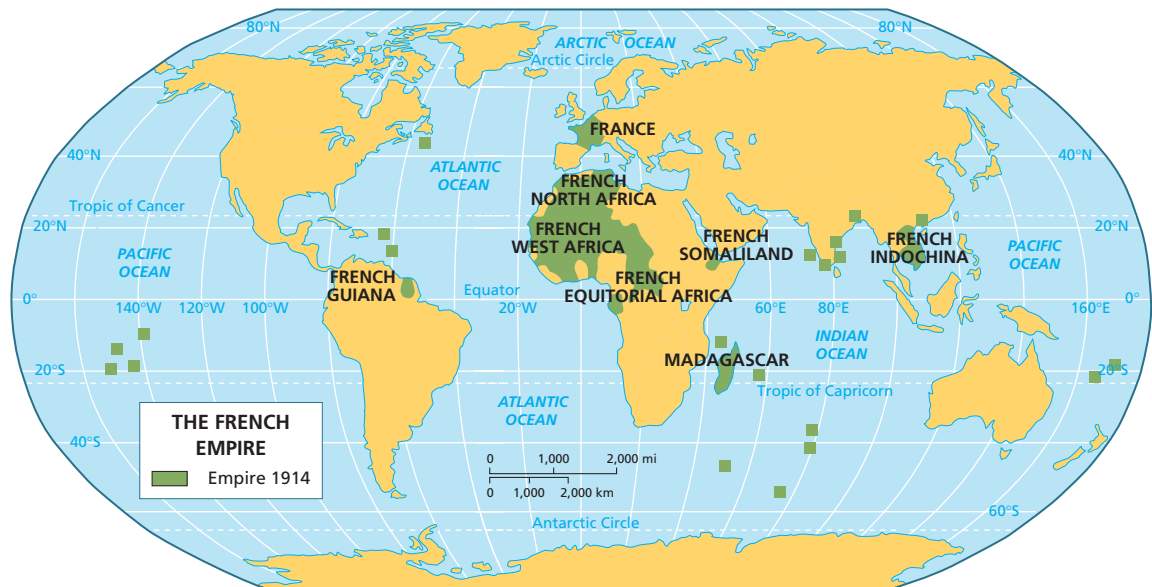 80°N
80°N
ARCTIC OCEAN
Arctic Circle
FRANCE
40°N
40°N
ATLANTIC
OCEAN
FRENCH
NORTH AFRICA
Tropic of Cancer
20°N
20°N
FRENCH
WEST AFRICA
FRENCH
SOMALILAND
FRENCH
INDOCHINA
PACIFIC
OCEAN
PACIFIC
OCEAN
FRENCH
GUIANA
FRENCH
EQUITORIAL AFRICA
Equator
0°
0°
140°W
100°W
20°W
60°E
80°E
160°E
INDIAN
OCEAN
MADAGASCAR
20°S
20°S
Tropic of Capricorn
ATLANTIC
OCEAN
THE FRENCH
EMPIRE
Empire 1914
40°S
0 1,000 2,000 mi
0 1,000 2,000 km
60°S
Antarctic Circle